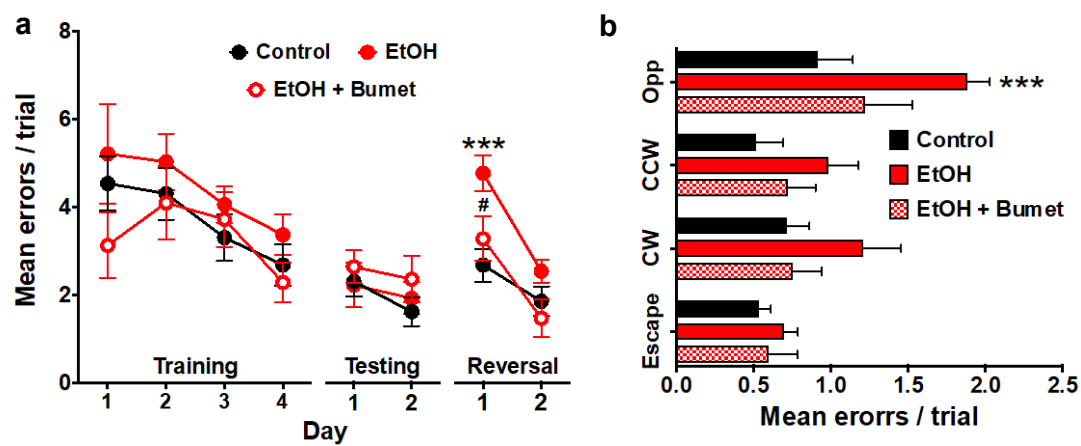 a
Mean errors / trial
8
6
4
2
0
Control
EtOH
EtOH + Bumet
***
#
Training
Testing
Reversal
1 2 3 4 1 2 1 2
Day
b
Opp
CCW
CW
Escape
***
Control
EtOH
EtOH + Bumet
0.0 0.5 1.0 1.5 2.0 2.5
Mean erorrs / trial